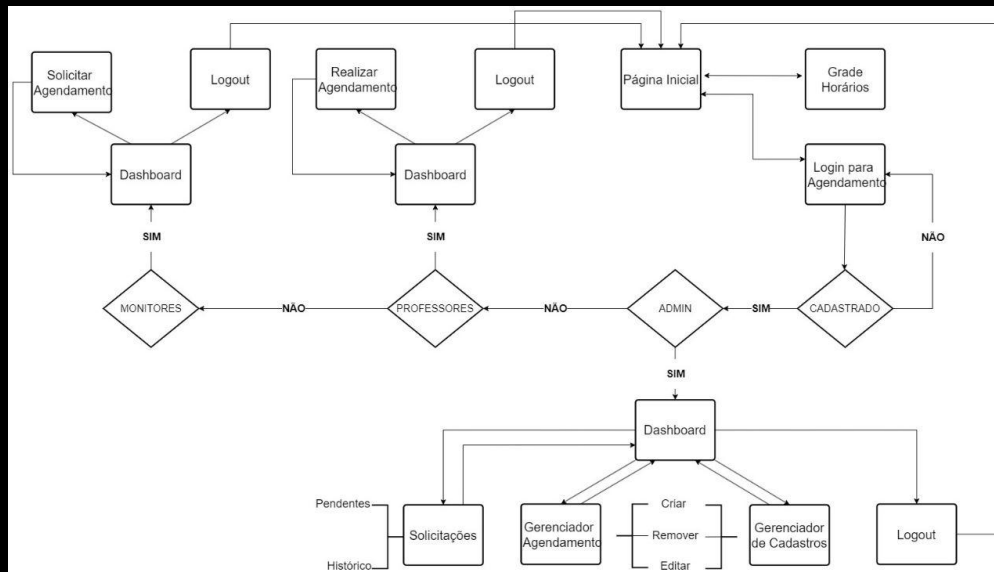 Solicitar
Agendamento
Logout
Realizar
Agendamento
Logout
Página Inicial
Grade
Horários
Dashboard
Dashboard
Login para
Agendamento
SIM
SIM
NÃO
MONITORES
NÃO
PROFESSORES
NÃO
ADMIN
SIM
CADASTRADO
SIM
Dashboard
Pendentes
Histórico
Solicitações
Gerenciador
Agendamento
Criar
Remover
Editar
Gerenciador
de Cadastros
Logout